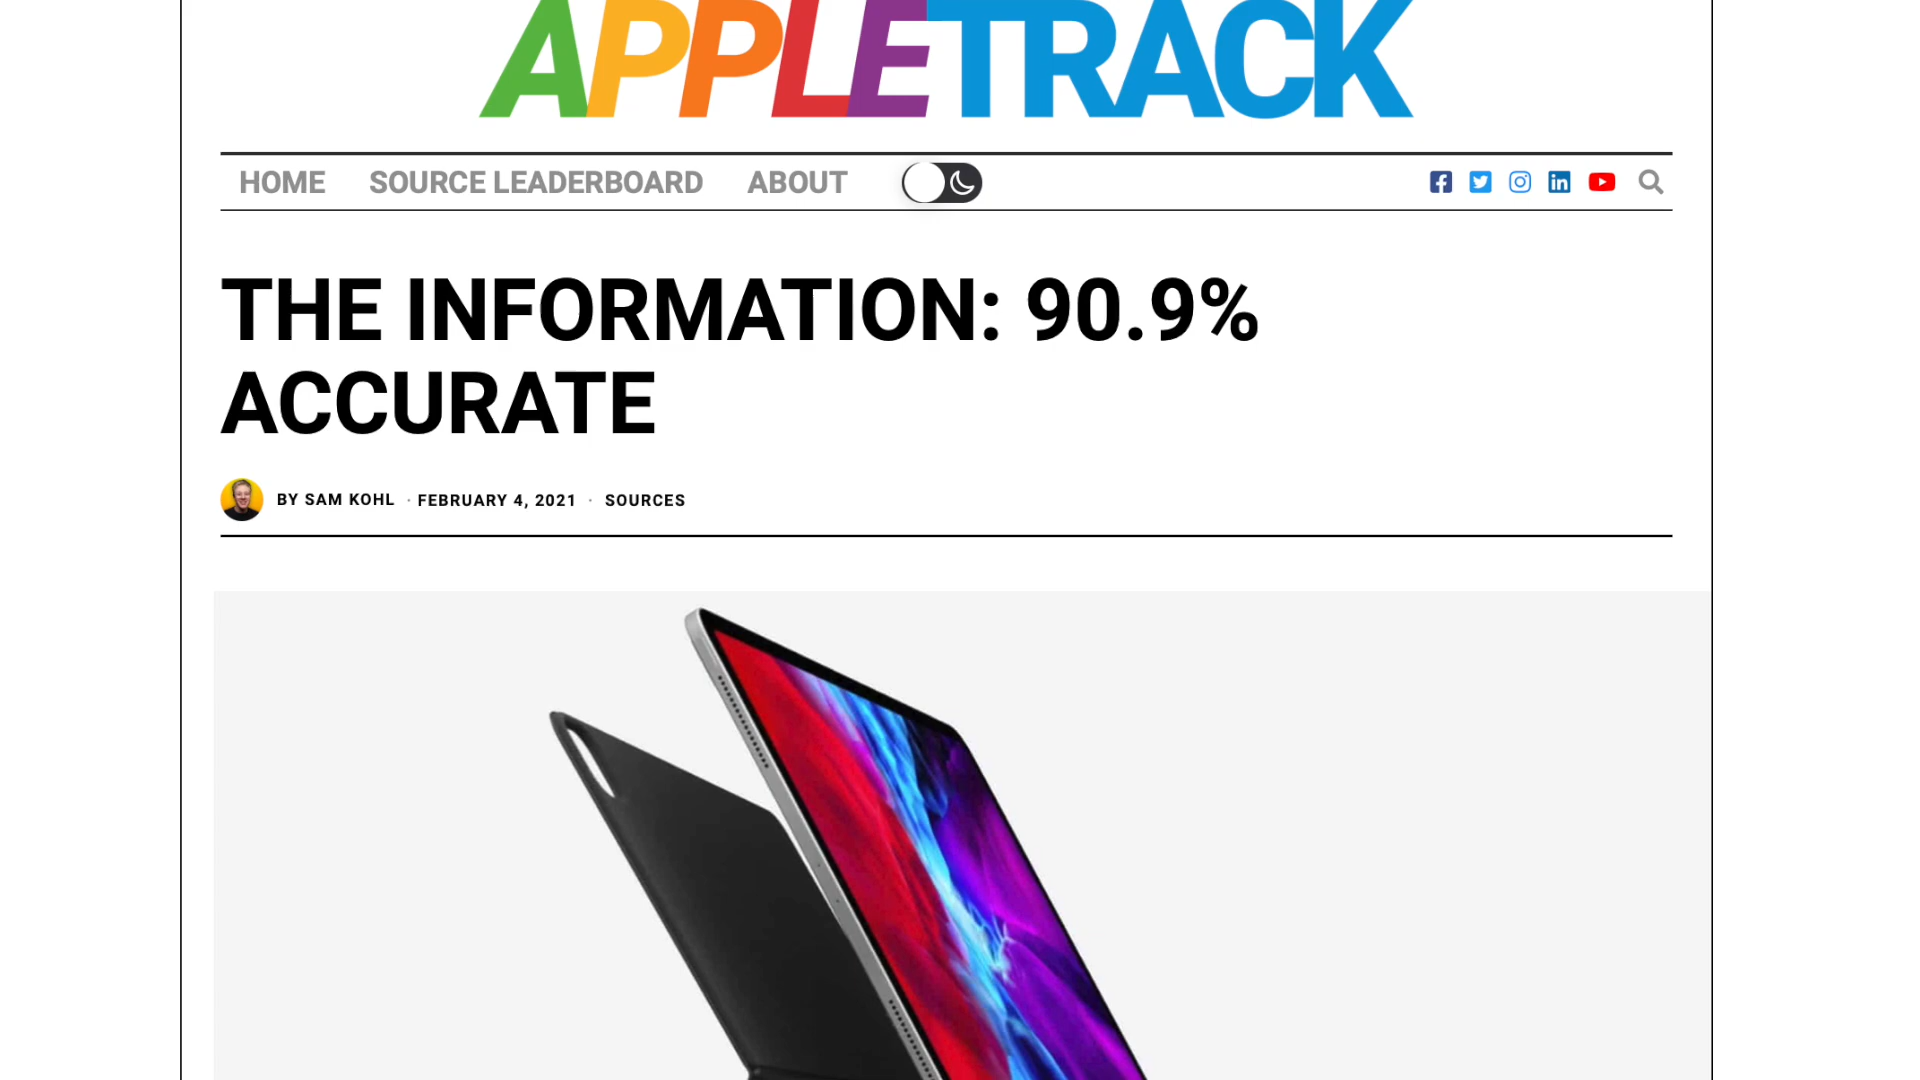 APPLETRACK
HOME SOURCE LEADERBOARD ABOUT
THE INFORMATION: 90.9%
ACCURATE
BY SAM KOHL · FEBRUARY 4, 2021 · SOURCES